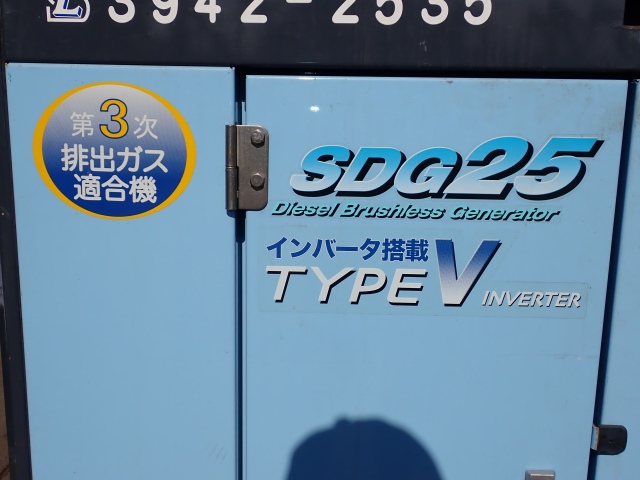 3942-2535
第3次
排出ガス
適合機
SDG25
Diesel Brushless Generator
インバータ搭載
TYPE V INVERTER